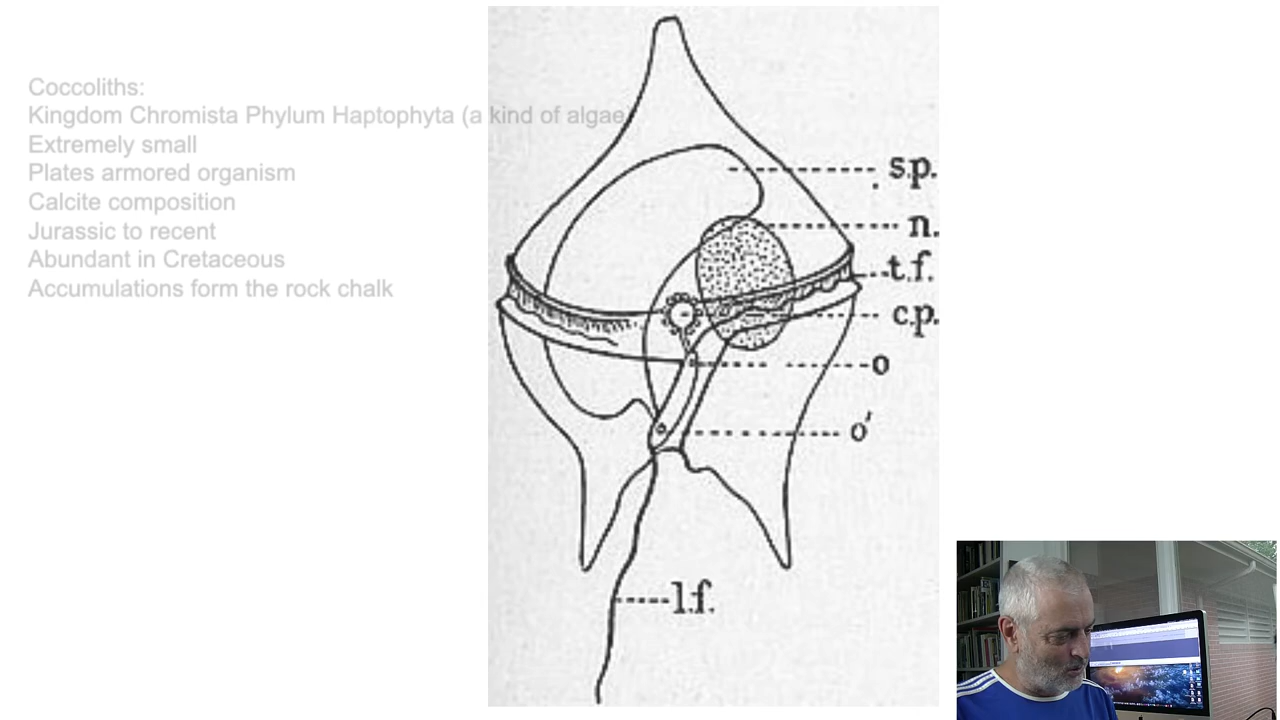 Coccoliths:
Kingdom Chromista Phylum Haptophyta (a kind of algae)
Extremely small
Plates armored organism
Calcite composition
Jurassic to recent
Abundant in Cretaceous
Accumulations form the rock chalk
s.p.
n.
t.f.
c.p.
o
o'
l.f.